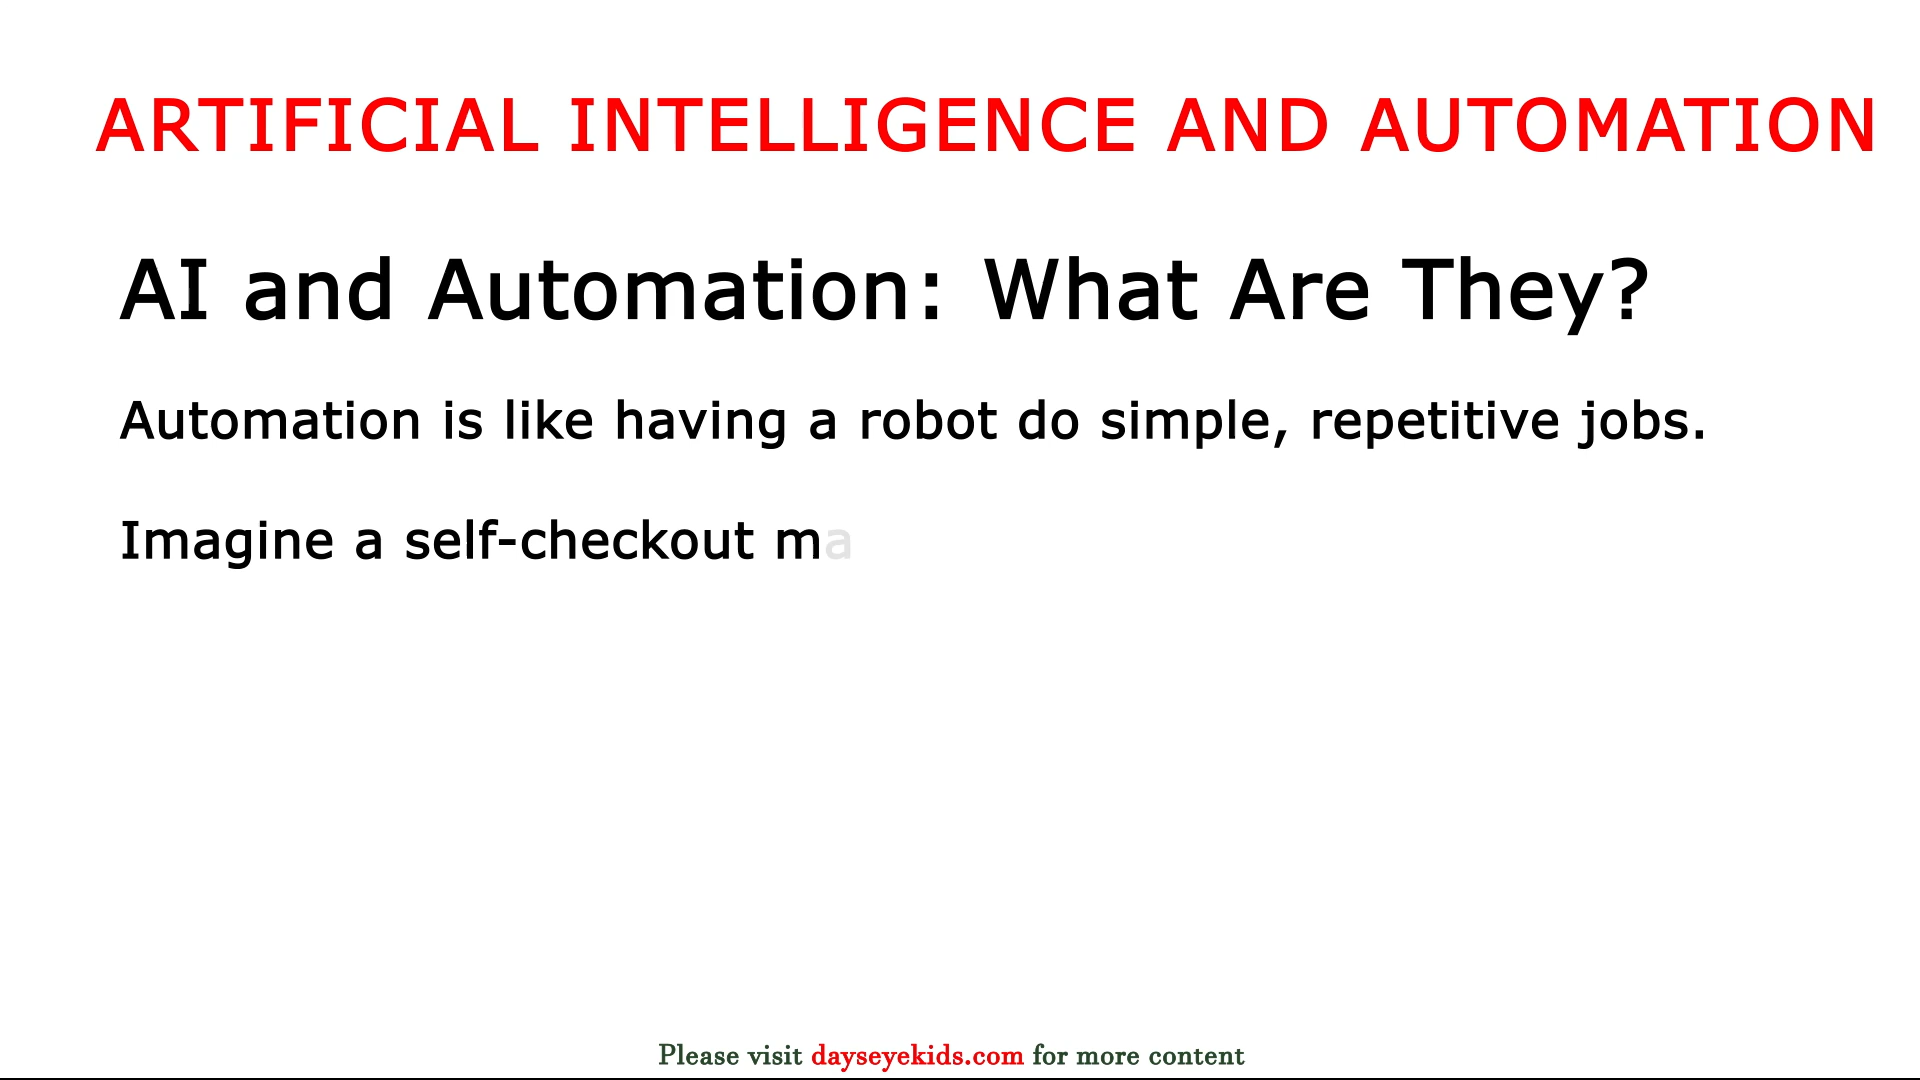 ARTIFICIAL INTELLIGENCE AND AUTOMATION
AI and Automation: What Are They?
Automation is like having a robot do simple, repetitive jobs.
Imagine a self-checkout ma
Please visit dayseyekids.com for more content